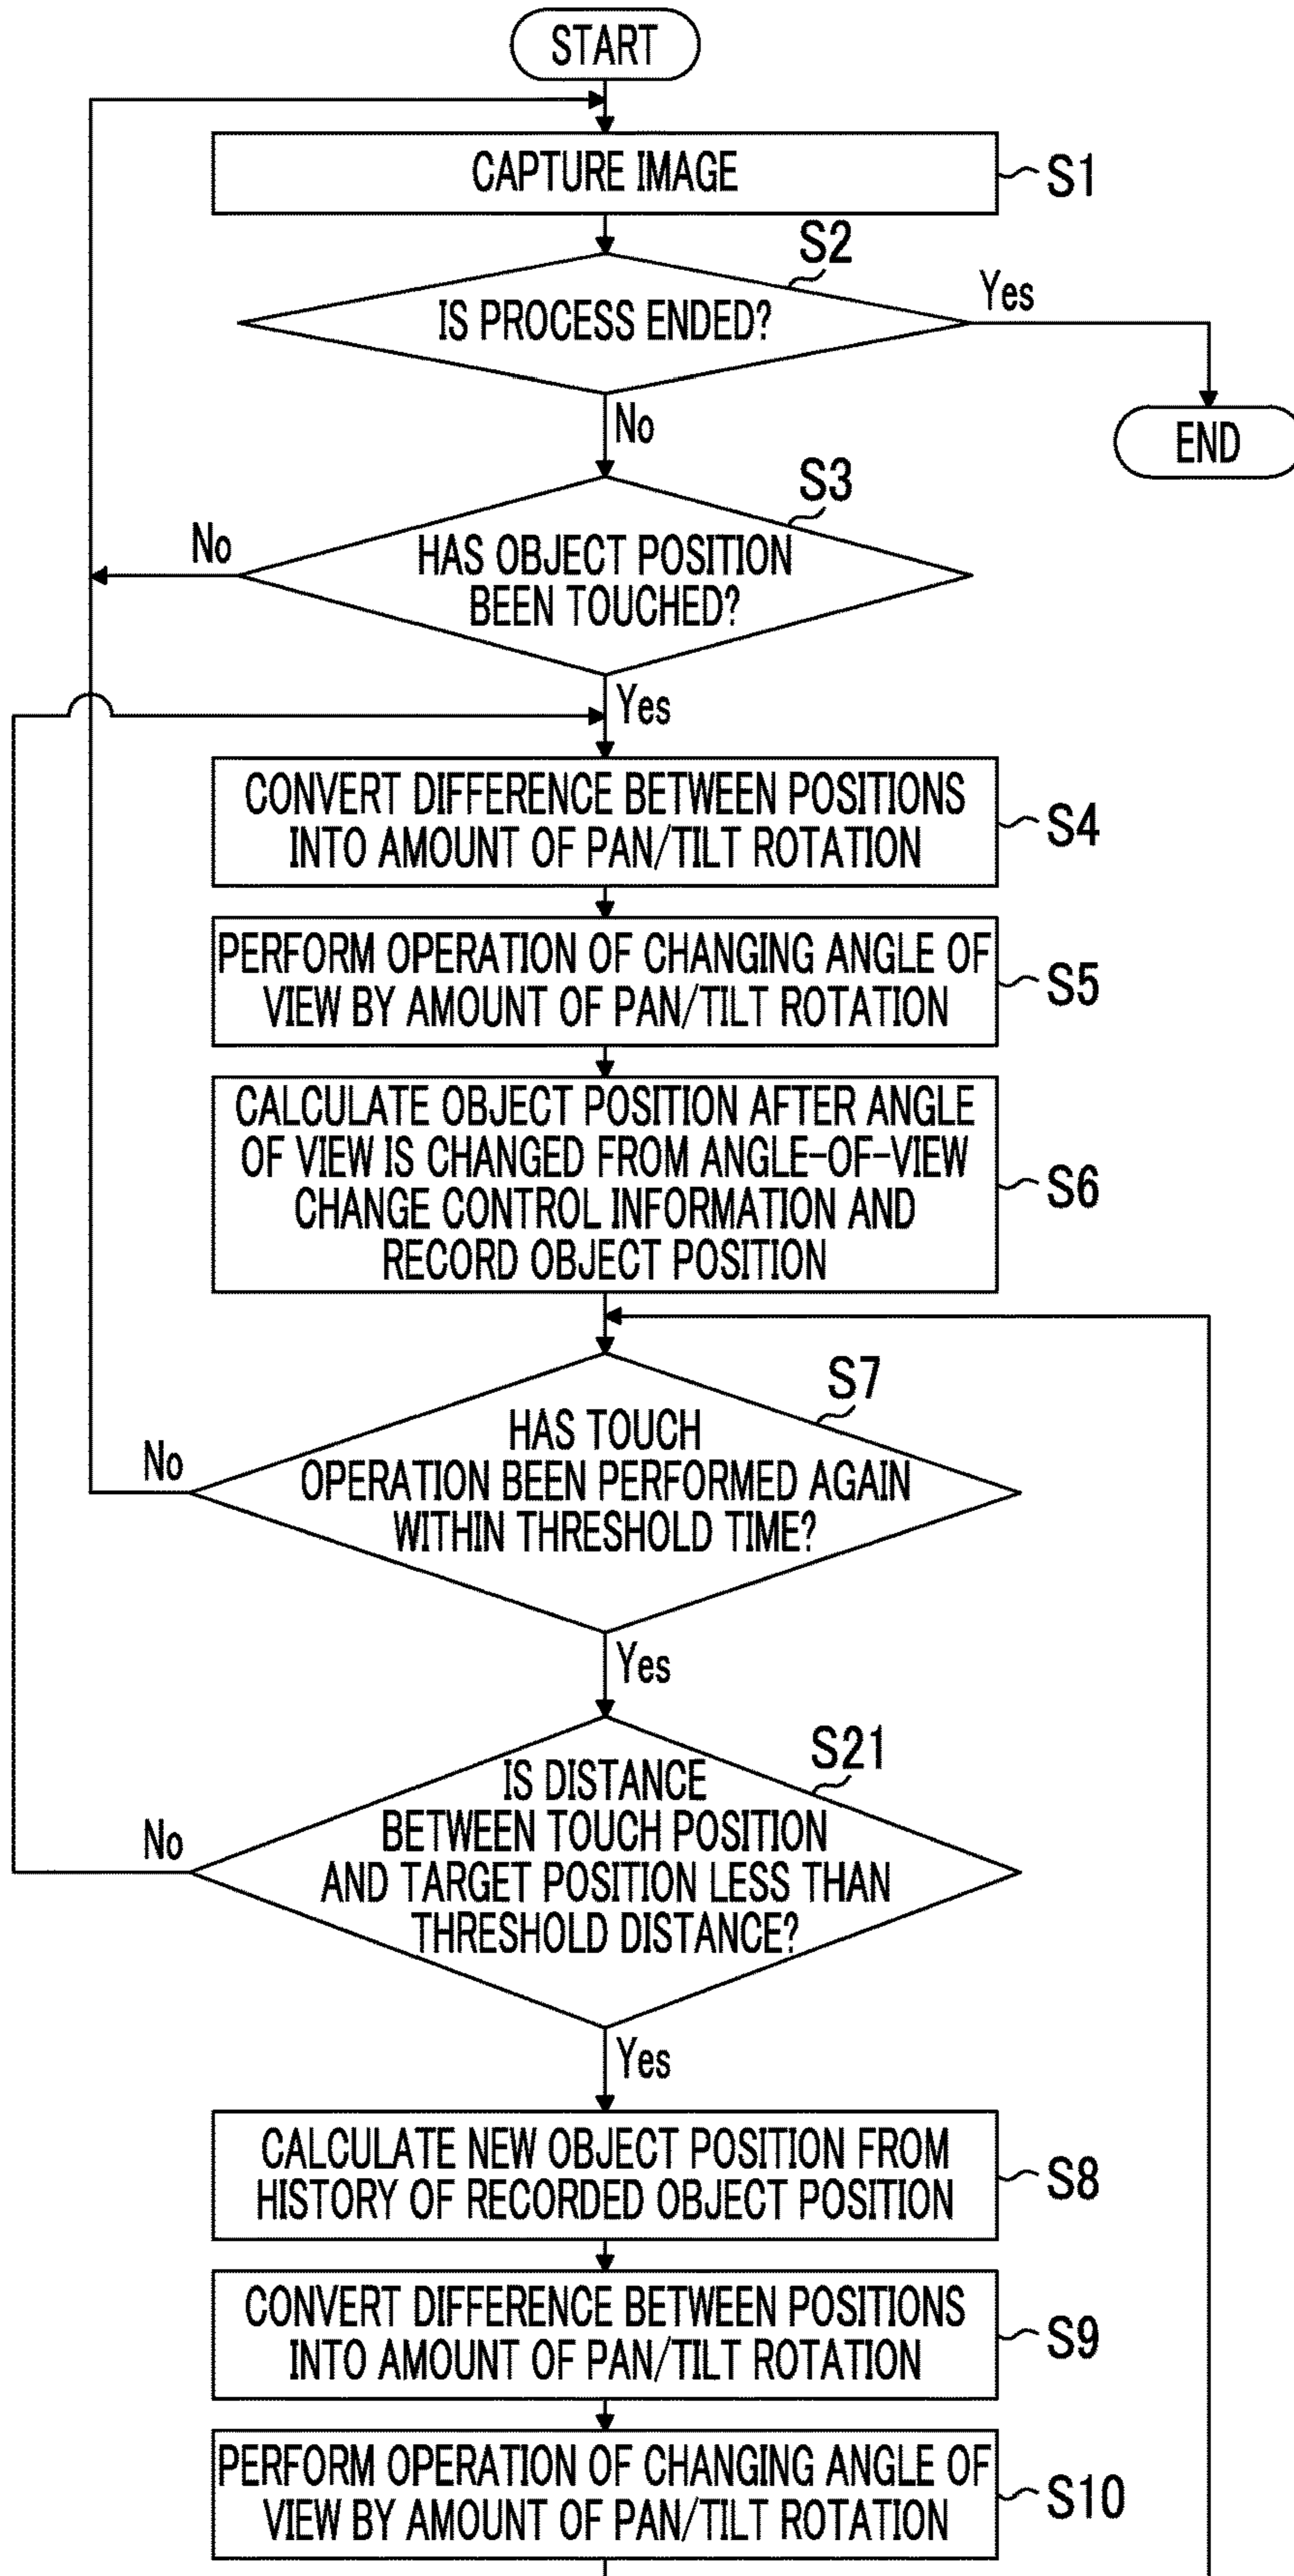 START
CAPTURE IMAGE
S1
S2
IS PROCESS ENDED?
Yes
No
END
S3
HAS OBJECT POSITION
BEEN TOUCHED?
No
Yes
CONVERT DIFFERENCE BETWEEN POSITIONS
INTO AMOUNT OF PAN/TILT ROTATION
S4
PERFORM OPERATION OF CHANGING ANGLE OF
VIEW BY AMOUNT OF PAN/TILT ROTATION
S5
CALCULATE OBJECT POSITION AFTER ANGLE
OF VIEW IS CHANGED FROM ANGLE-OF-VIEW
CHANGE CONTROL INFORMATION AND
RECORD OBJECT POSITION
S6
S7
HAS TOUCH
OPERATION BEEN PERFORMED AGAIN
WITHIN THRESHOLD TIME?
No
Yes
S21
IS DISTANCE
BETWEEN TOUCH POSITION
AND TARGET POSITION LESS THAN
THRESHOLD DISTANCE?
No
Yes
CALCULATE NEW OBJECT POSITION FROM
HISTORY OF RECORDED OBJECT POSITION
S8
CONVERT DIFFERENCE BETWEEN POSITIONS
INTO AMOUNT OF PAN/TILT ROTATION
S9
PERFORM OPERATION OF CHANGING ANGLE OF
VIEW BY AMOUNT OF PAN/TILT ROTATION
S10